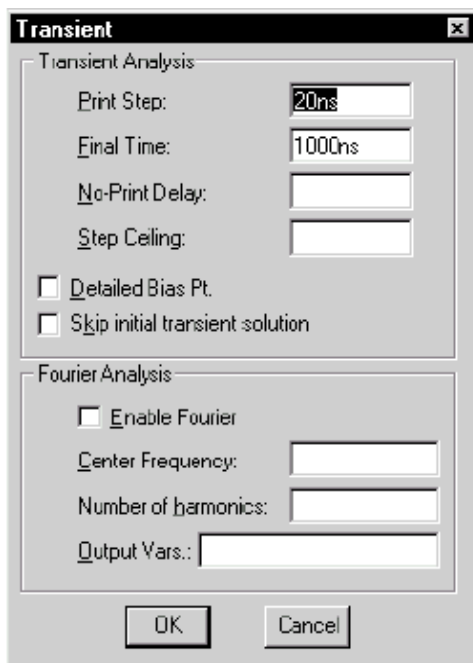 Transient
Transient Analysis
Print Step: 20ns
Final Time: 1000ns
No-Print Delay:
Step Ceiling:
Detailed Bias Pt.
Skip initial transient solution
Fourier Analysis
Enable Fourier
Center Frequency:
Number of harmonics:
Output Vars.:
OK Cancel